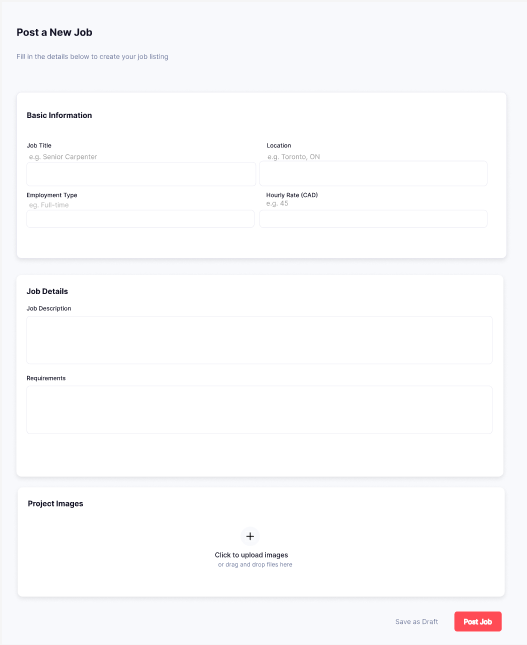 Post a New Job
Fill in the details below to create your job listing
Basic Information
Job Title
e.g. Senior Carpenter
Location
e.g. Toronto, ON
Employment Type
eg. Full-time
Hourly Rate (CAD)
e.g. 45
Job Details
Job Description
Requirements
Project Images
+
Click to upload images
or drag and drop files here
Save as Draft
Post Job